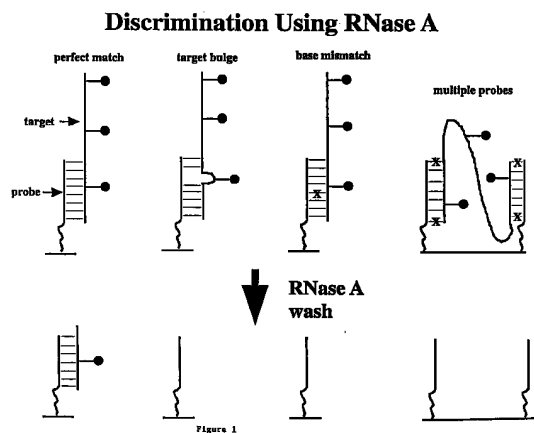 Discrimination Using RNase A
perfect match
target bulge
base mismatch
multiple probes
target
probe
X
X
X
X
X
RNase A
wash
Figure 1